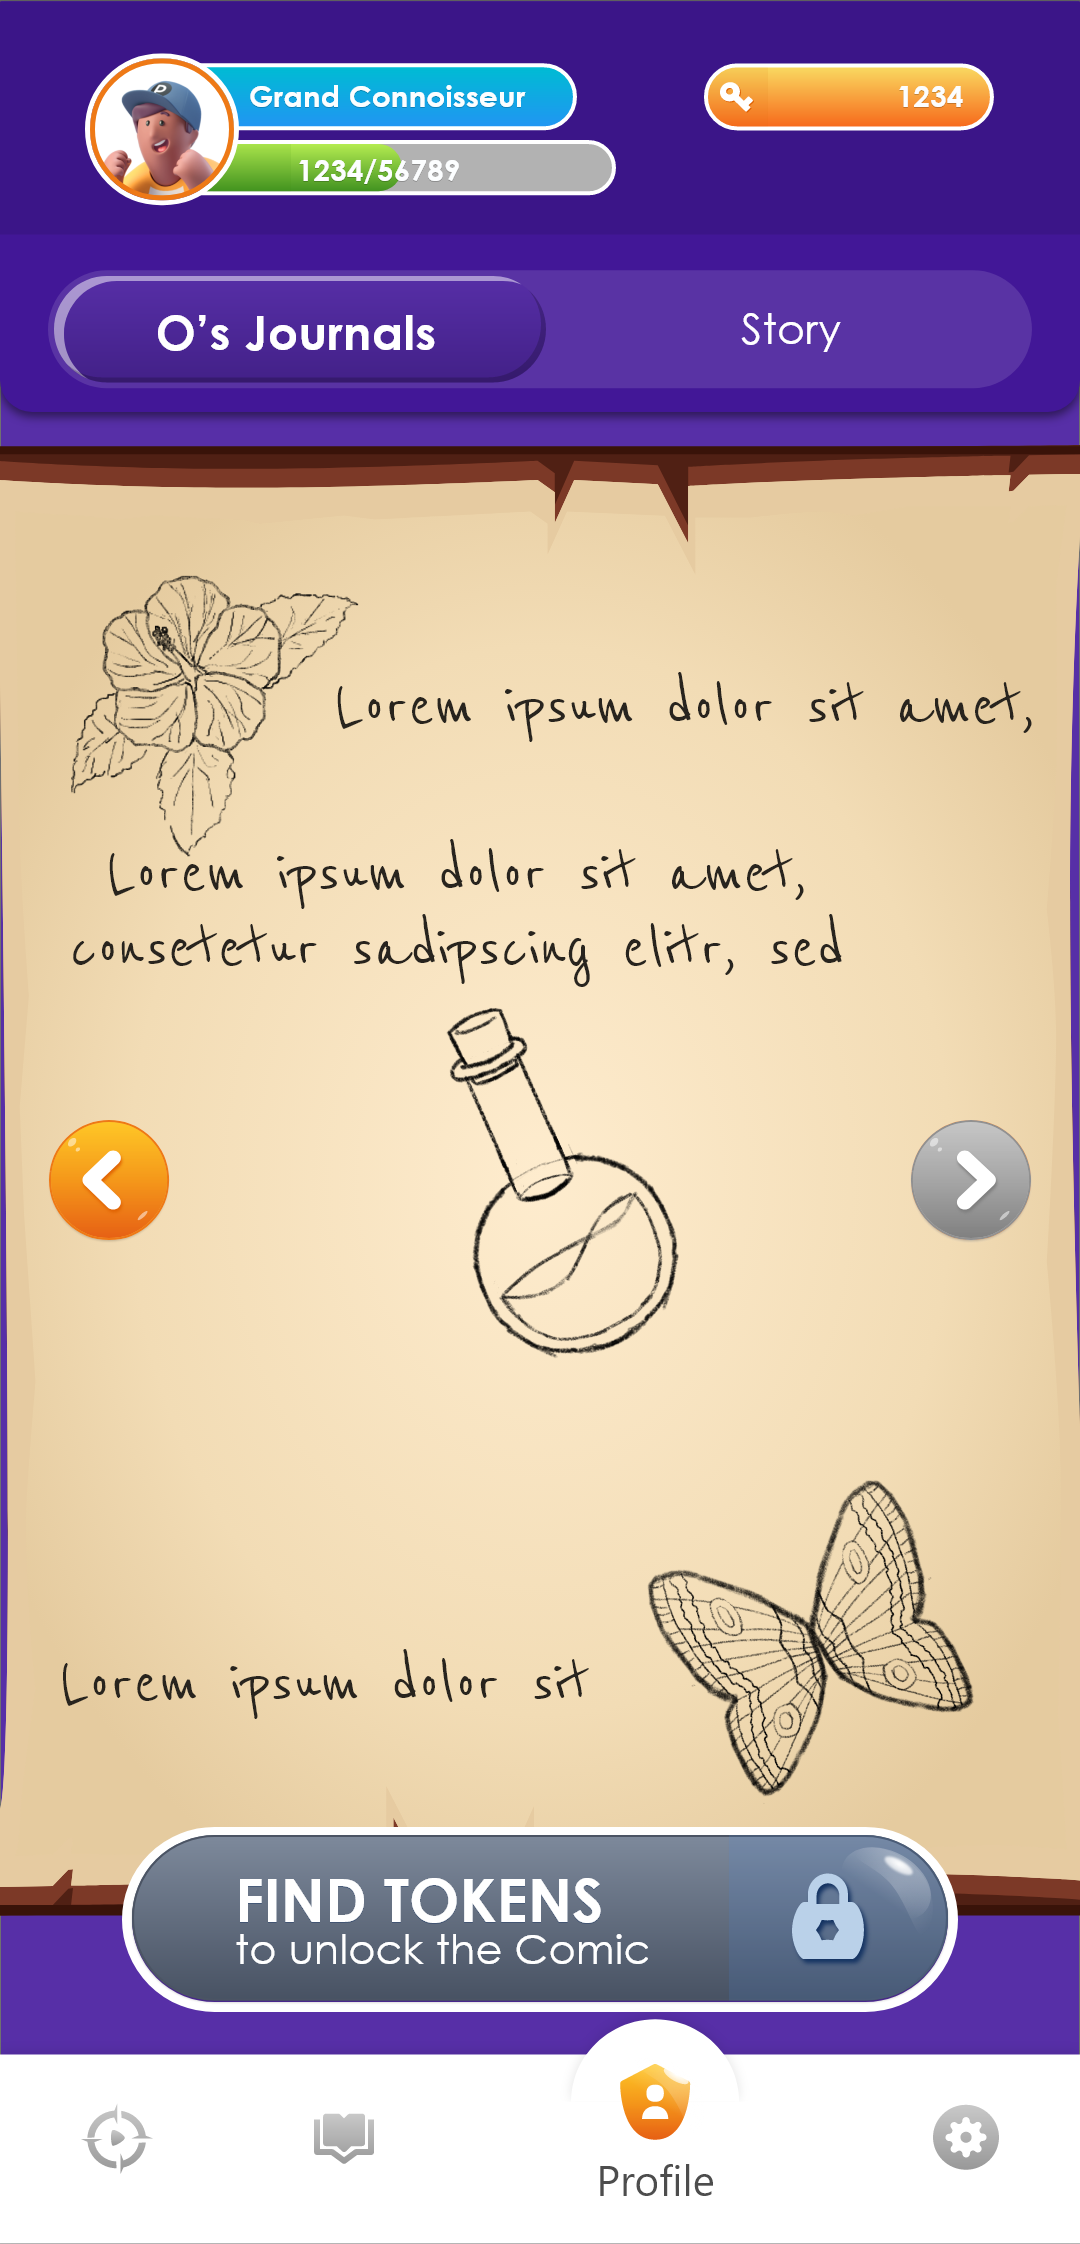 Grand Connoisseur
1234
1234/56789
O's Journals
Story
Lorem ipsum dolor sit amet,
Lorem ipsum dolor sit amet,
consetetur sadipscing elitr, sed
Lorem ipsum dolor sit
FIND TOKENS
to unlock the Comic
Profile